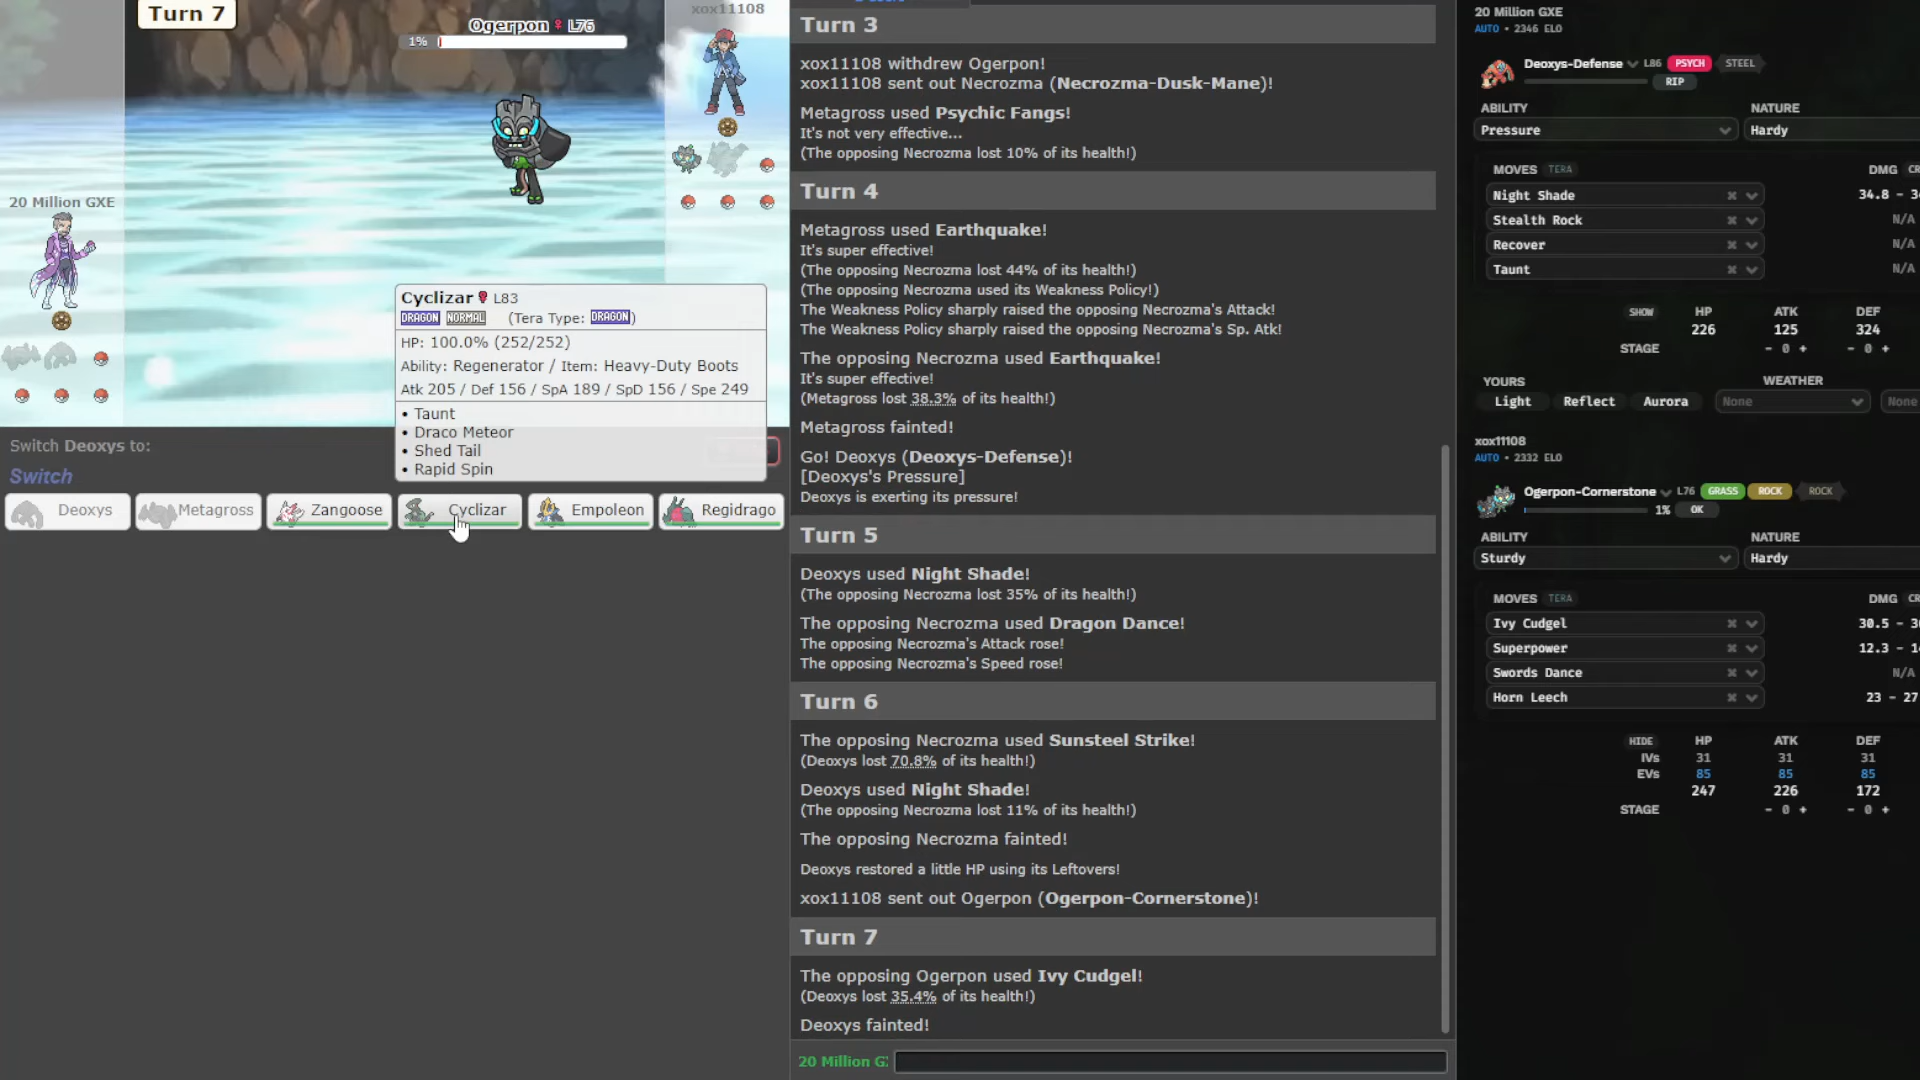 Turn 7
Ogerpon L76
1%
xox11108
20 Million GXE
Cyclizar L83
DRAGON NORMAL (Tera Type: DRAGON)
HP: 100.0% (252/252)
Ability: Regenerator / Item: Heavy-Duty Boots
Atk 205 / Def 156 / SpA 189 / SpD 156 / Spe 249
• Taunt
• Draco Meteor
• Shed Tail
• Rapid Spin
Switch Deoxys to:
Switch
Deoxys Metagross Zangoose Cyclizar Empoleon Regidrago
Turn 3
xox11108 withdrew Ogerpon!
xox11108 sent out Necrozma (Necrozma-Dusk-Mane)!
Metagross used Psychic Fangs!
It's not very effective...
(The opposing Necrozma lost 10% of its health!)
Turn 4
Metagross used Earthquake!
It's super effective!
(The opposing Necrozma lost 44% of its health!)
(The opposing Necrozma used its Weakness Policy!)
The Weakness Policy sharply raised the opposing Necrozma's Attack!
The Weakness Policy sharply raised the opposing Necrozma's Sp. Atk!
The opposing Necrozma used Earthquake!
It's super effective!
(Metagross lost 38.3% of its health!)
Metagross fainted!
Go! Deoxys (Deoxys-Defense)!
[Deoxys's Pressure]
Deoxys is exerting its pressure!
Turn 5
Deoxys used Night Shade!
(The opposing Necrozma lost 35% of its health!)
The opposing Necrozma used Dragon Dance!
The opposing Necrozma's Attack rose!
The opposing Necrozma's Speed rose!
Turn 6
The opposing Necrozma used Sunsteel Strike!
(Deoxys lost 70.8% of its health!)
Deoxys used Night Shade!
(The opposing Necrozma lost 11% of its health!)
The opposing Necrozma fainted!
Deoxys restored a little HP using its Leftovers!
xox11108 sent out Ogerpon (Ogerpon-Cornerstone)!
Turn 7
The opposing Ogerpon used Ivy Cudgel!
(Deoxys lost 35.4% of its health!)
Deoxys fainted!
20 Million G
20 Million GXE
AUTO • 2346 ELO
Deoxys-Defense L86 PSYCH STEEL
RIP
ABILITY NATURE
Pressure Hardy
MOVES TERA DMG
Night Shade 34.8 -
Stealth Rock N/A
Recover N/A
Taunt N/A
SHOW HP ATK DEF
226 125 324
STAGE - 0 + - 0 +
YOURS WEATHER
Light Reflect Aurora None None
xox11108
AUTO • 2332 ELO
Ogerpon-Cornerstone L76 GRASS ROCK ROCK
1% OK
ABILITY NATURE
Sturdy Hardy
MOVES TERA DMG
Ivy Cudgel 30.5 -
Superpower 12.3 -
Swords Dance N/A
Horn Leech 23 - 27
HIDE HP ATK DEF
IVs 31 31 31
EVs 85 85 85
247 226 172
STAGE - 0 + - 0 +